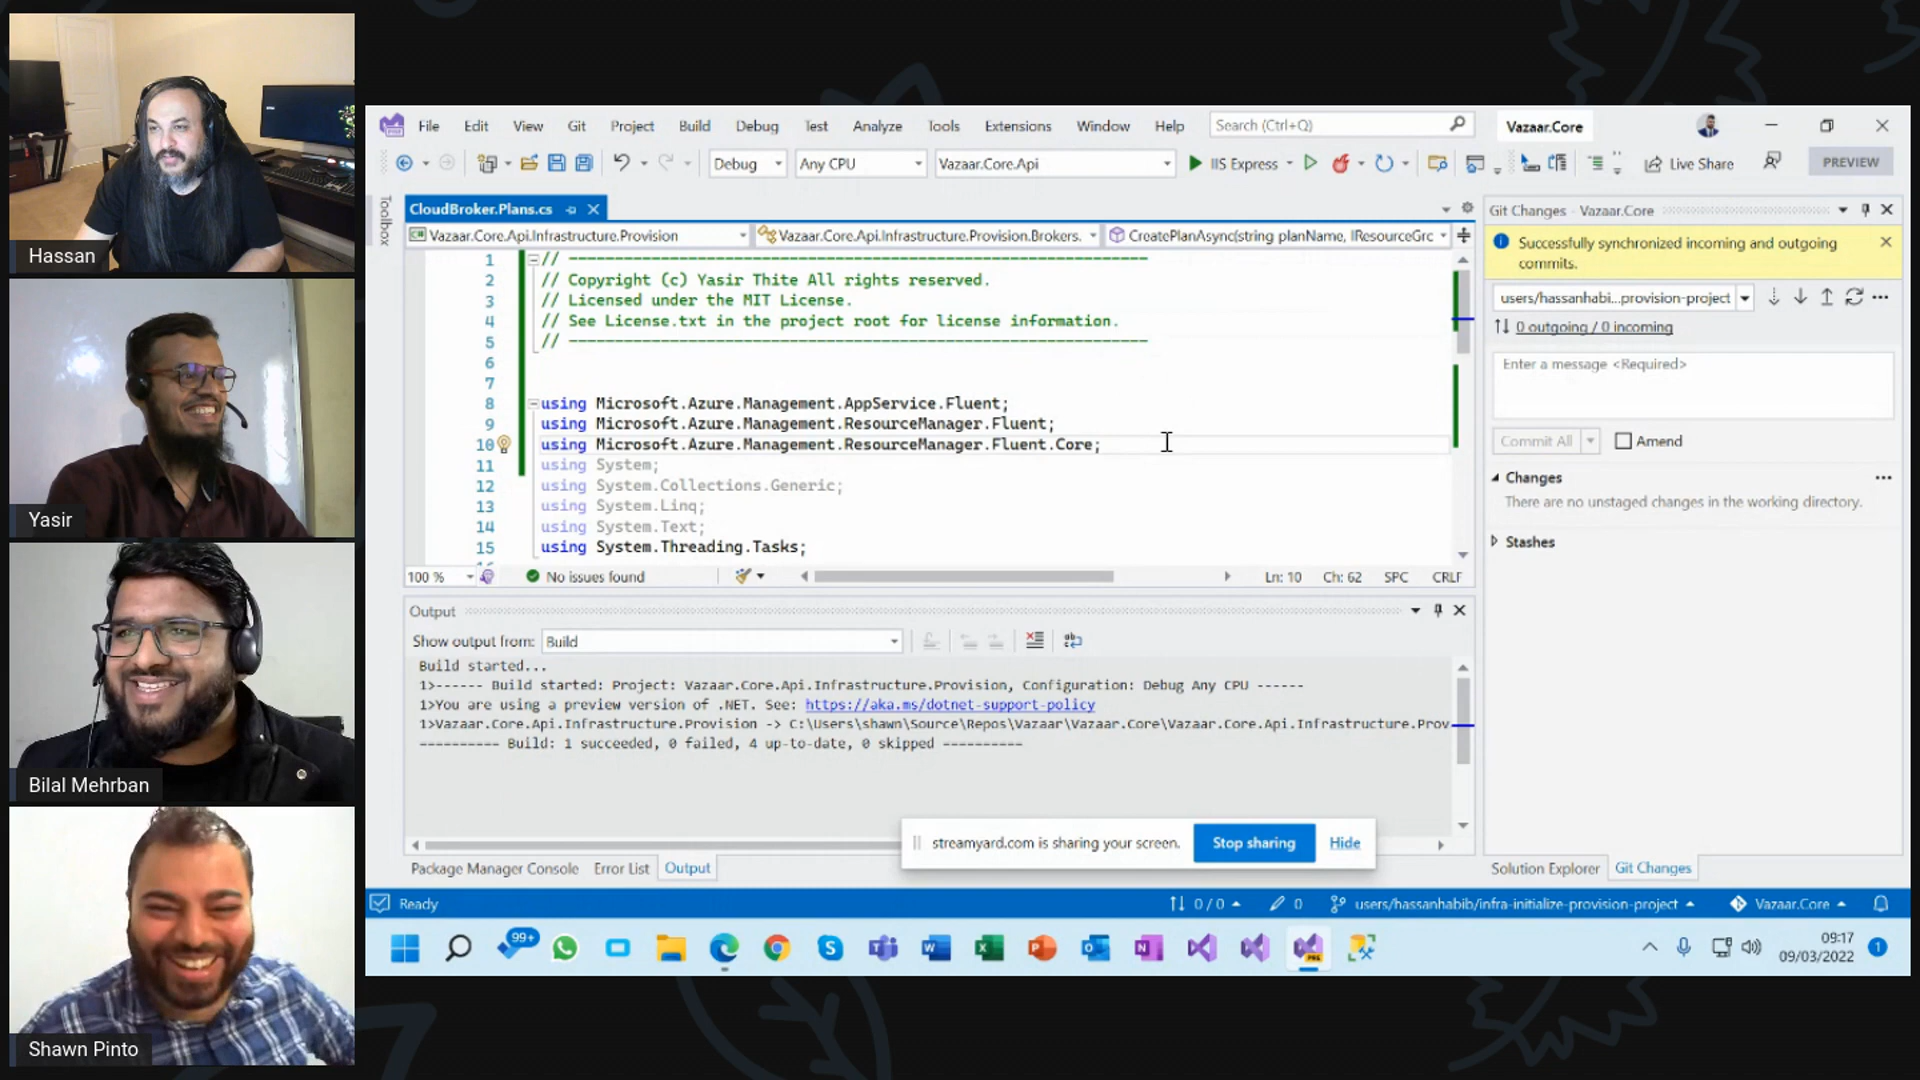 Hassan
Yasir
Bilal Mehrban
Shawn Pinto
File Edit View Git Project Build Debug Test Analyze Tools Extensions Window Help Search (Ctrl+Q) Vazaar.Core
Debug Any CPU Vazaar.Core.Api IIS Express Live Share PREVIEW
Toolbox
CloudBroker.Plans.cs
Vazaar.Core.Api.Infrastructure.Provision Vazaar.Core.Api.Infrastructure.Provision.Brokers. CreatePlanAsync(string planName, IResourceGrc
1 // ----------------------------------------------------------------
2 // Copyright (c) Yasir Thite All rights reserved.
3 // Licensed under the MIT License.
4 // See License.txt in the project root for license information.
5 // ----------------------------------------------------------------
6
7
8 using Microsoft.Azure.Management.AppService.Fluent;
9 using Microsoft.Azure.Management.ResourceManager.Fluent;
10 using Microsoft.Azure.Management.ResourceManager.Fluent.Core;
11 using System;
12 using System.Collections.Generic;
13 using System.Linq;
14 using System.Text;
15 using System.Threading.Tasks;
100 % No issues found Ln: 10 Ch: 62 SPC CRLF
Output
Show output from: Build
Build started...
1>------ Build started: Project: Vazaar.Core.Api.Infrastructure.Provision, Configuration: Debug Any CPU ------
1>You are using a preview version of .NET. See: https://aka.ms/dotnet-support-policy
1>Vazaar.Core.Api.Infrastructure.Provision -> C:\Users\shawn\Source\Repos\Vazaar\Vazaar.Core\Vazaar.Core.Api.Infrastructure.Prov
---------- Build: 1 succeeded, 0 failed, 4 up-to-date, 0 skipped ----------
streamyard.com is sharing your screen. Stop sharing Hide
Package Manager Console Error List Output
Git Changes - Vazaar.Core
Successfully synchronized incoming and outgoing
commits.
users/hassanhabi...provision-project
0 outgoing / 0 incoming
Enter a message <Required>
Commit All Amend
Changes
There are no unstaged changes in the working directory.
Stashes
Solution Explorer Git Changes
Ready 0 / 0 0 users/hassanhabib/infra-initialize-provision-project Vazaar.Core
99+
09:17
09/03/2022
1